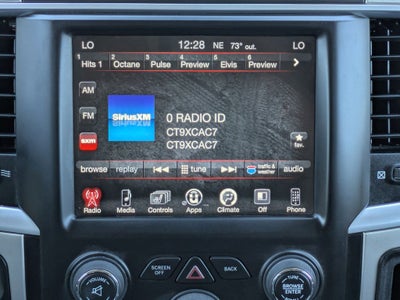 LO 12:28 NE 73° out. LO
1 2 3 4 5 6
Hits 1 Octane Pulse Preview Elvis Preview
AM
SiriusXM
FM
0 RADIO ID
CT9XCAC7
CT9XCAC7
sxm
fav.
browse replay tune traffic & weather audio
Radio Media Controls Apps Climate Off Phone
VOLUME
SCREEN OFF
BACK
TUNE
BROWSE
ENTER